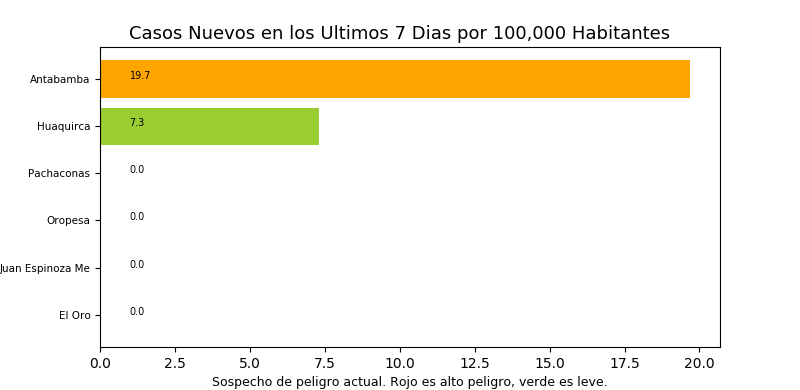 Casos Nuevos en los Ultimos 7 Dias por 100,000 Habitantes
Antabamba 19.7
Huaquirca 7.3
Pachaconas 0.0
Oropesa 0.0
Juan Espinoza Me 0.0
El Oro 0.0
0.0 2.5 5.0 7.5 10.0 12.5 15.0 17.5 20.0
Sospecho de peligro actual. Rojo es alto peligro, verde es leve.